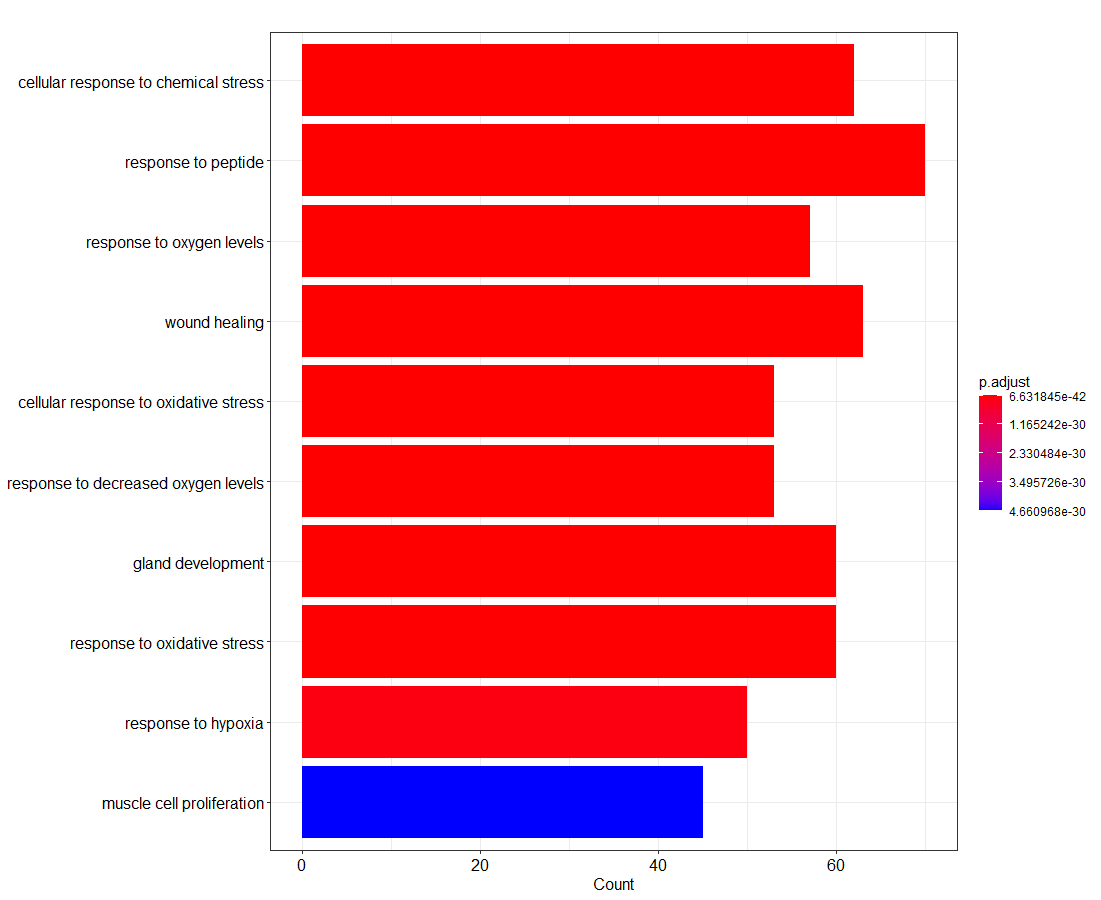 cellular response to chemical stress
response to peptide
response to oxygen levels
wound healing
cellular response to oxidative stress
response to decreased oxygen levels
gland development
response to oxidative stress
response to hypoxia
muscle cell proliferation
0 20 40 60
Count
p.adjust
6.631845e-42
1.165242e-30
2.330484e-30
3.495726e-30
4.660968e-30